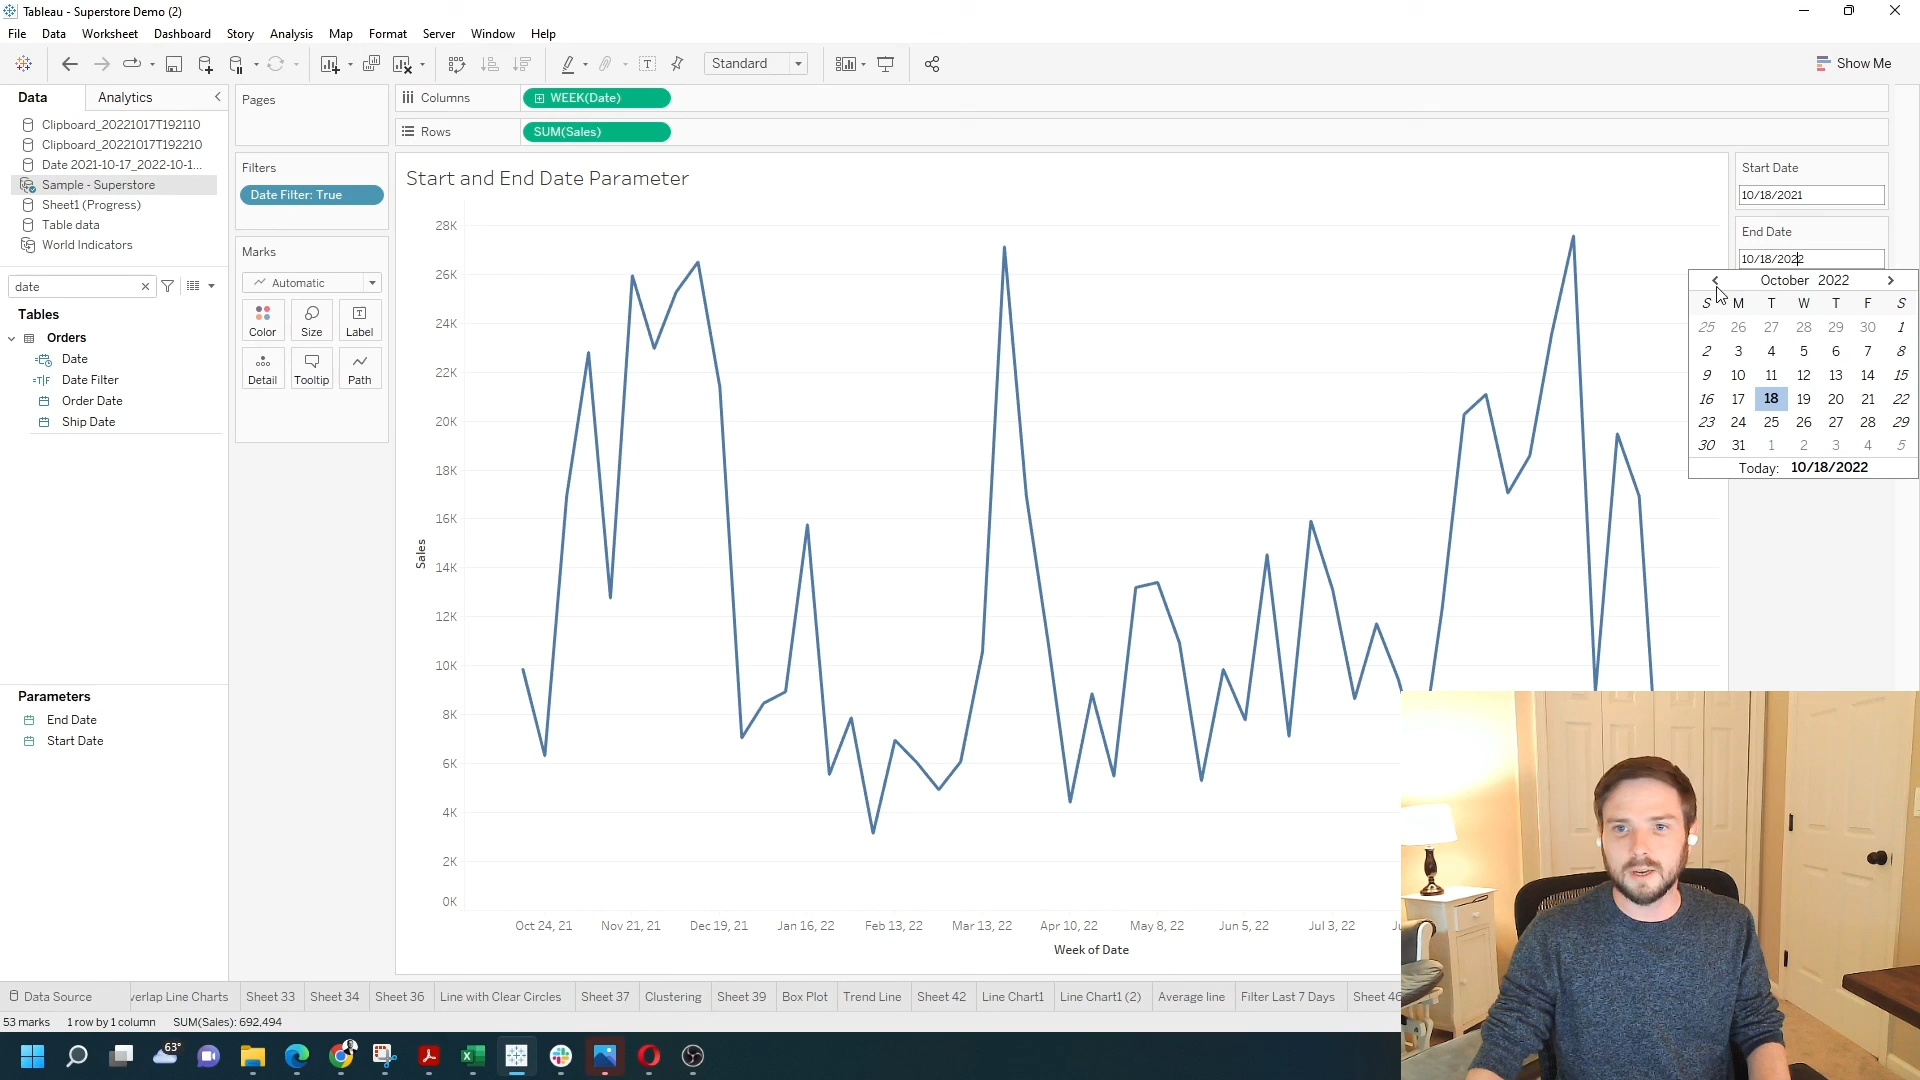 Tableau - Superstore Demo (2)
File Data Worksheet Dashboard Story Analysis Map Format Server Window Help
Standard
Show Me
Data Analytics
Clipboard_20221017T192110
Clipboard_20221017T192210
Date 2021-10-17_2022-10-1...
Sample - Superstore
Sheet1 (Progress)
Table data
World Indicators
date
Tables
Orders
Date
Date Filter
Order Date
Ship Date
Parameters
End Date
Start Date
Pages
Filters
Date Filter: True
Marks
Automatic
Color Size Label
Detail Tooltip Path
Columns WEEK(Date)
Rows SUM(Sales)
Start and End Date Parameter
28K
26K
24K
22K
20K
18K
16K
14K
12K
10K
8K
6K
4K
2K
0K
Sales
Oct 24, 21 Nov 21, 21 Dec 19, 21 Jan 16, 22 Feb 13, 22 Mar 13, 22 Apr 10, 22 May 8, 22 Jun 5, 22 Jul 3, 22
Week of Date
Start Date
10/18/2021
End Date
10/18/2022
October 2022
S M T W T F S
25 26 27 28 29 30 1
2 3 4 5 6 7 8
9 10 11 12 13 14 15
16 17 18 19 20 21 22
23 24 25 26 27 28 29
30 31 1 2 3 4 5
Today: 10/18/2022
Data Source verlap Line Charts Sheet 33 Sheet 34 Sheet 36 Line with Clear Circles Sheet 37 Clustering Sheet 39 Box Plot Trend Line Sheet 42 Line Chart1 Line Chart1 (2) Average line Filter Last 7 Days Sheet 46
53 marks 1 row by 1 column SUM(Sales): 692,494
63°